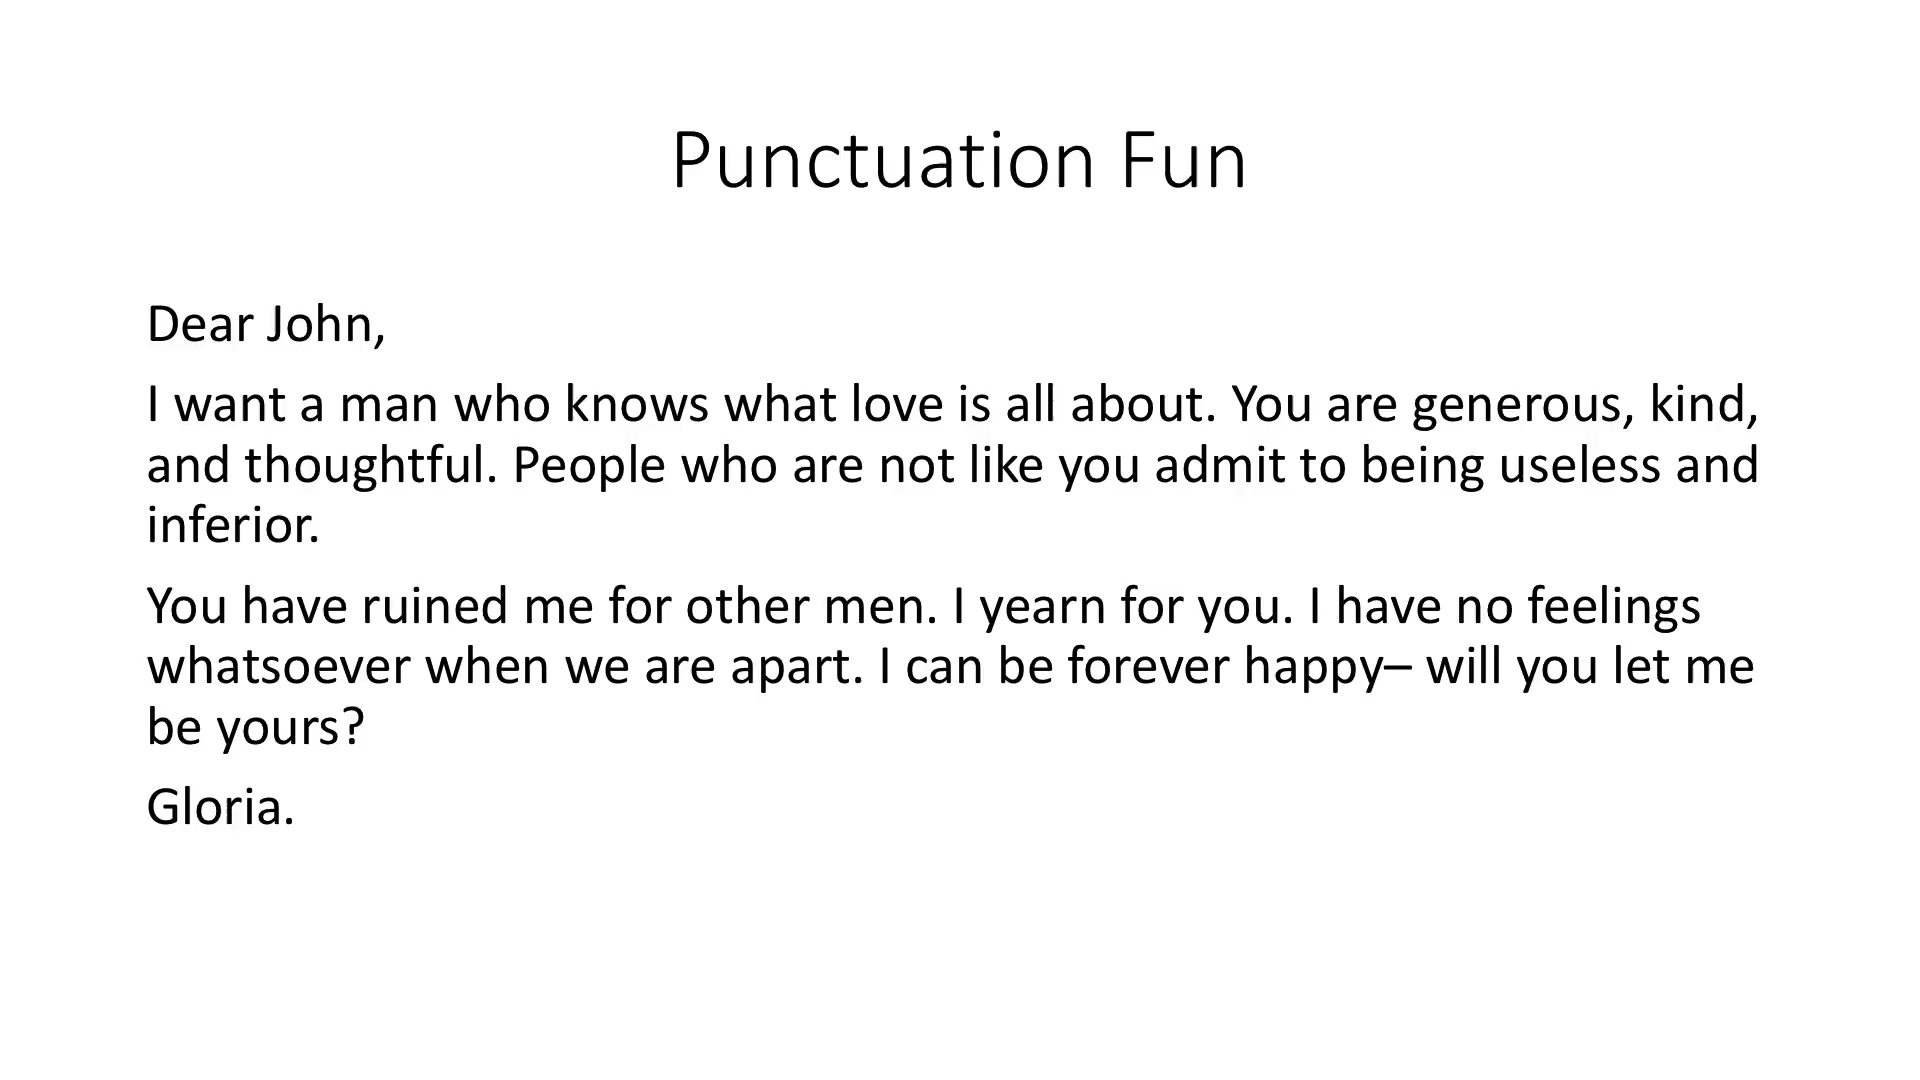 Punctuation Fun
Dear John,
I want a man who knows what love is all about. You are generous, kind,
and thoughtful. People who are not like you admit to being useless and
inferior.
You have ruined me for other men. I yearn for you. I have no feelings
whatsoever when we are apart. I can be forever happy– will you let me
be yours?
Gloria.